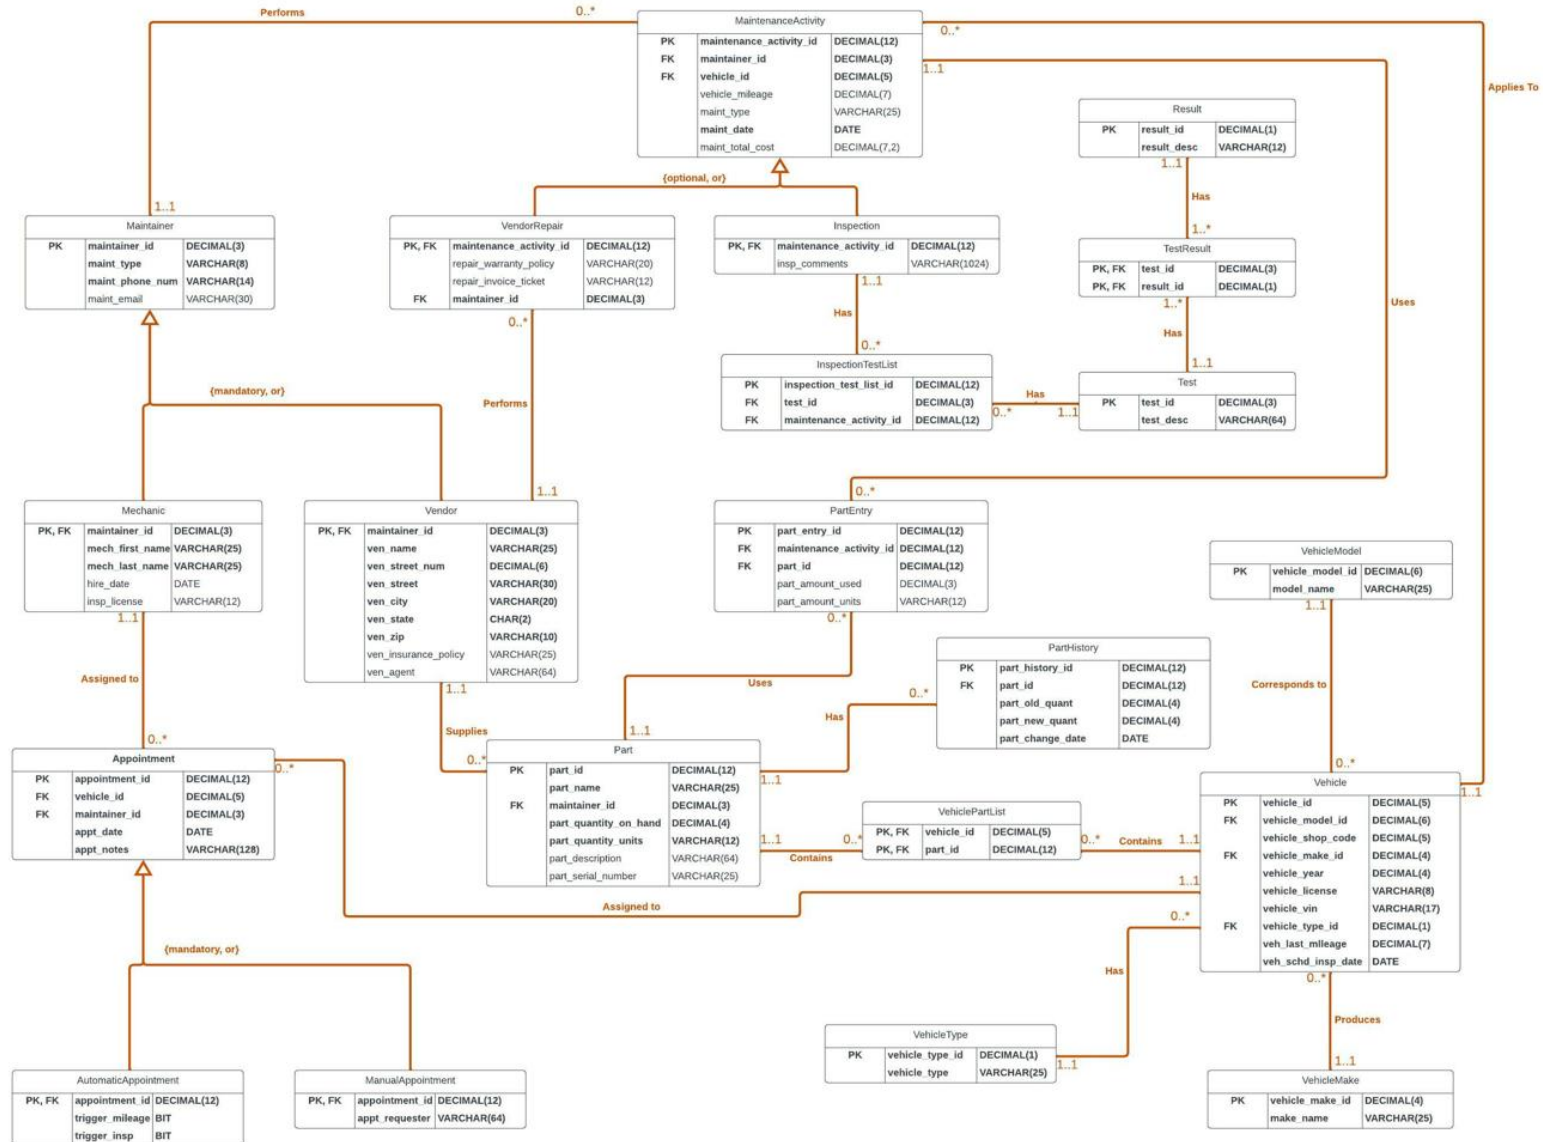 Performs
0..*
MaintenanceActivity
PK maintenance_activity_id DECIMAL(12)
FK maintainer_id DECIMAL(3)
FK vehicle_id DECIMAL(5)
vehicle_mileage DECIMAL(7)
maint_type VARCHAR(25)
maint_date DATE
maint_total_cost DECIMAL(7,2)
0..*
1..1
Applies To
Result
PK result_id DECIMAL(1)
result_desc VARCHAR(12)
1..1
Has
1..*
{optional, or}
1..1
Maintainer
PK maintainer_id DECIMAL(3)
maint_type VARCHAR(8)
maint_phone_num VARCHAR(14)
maint_email VARCHAR(30)
VendorRepair
PK, FK maintenance_activity_id DECIMAL(12)
repair_warranty_policy VARCHAR(20)
repair_invoice_ticket VARCHAR(12)
FK maintainer_id DECIMAL(3)
0..*
Inspection
PK, FK maintenance_activity_id DECIMAL(12)
insp_comments VARCHAR(1024)
1..1
Has
0..*
TestResult
PK, FK test_id DECIMAL(3)
PK, FK result_id DECIMAL(1)
1..*
Has
1..1
Uses
InspectionTestList
PK inspection_test_list_id DECIMAL(12)
FK test_id DECIMAL(3)
FK maintenance_activity_id DECIMAL(12)
Has
0..* 1..1
Test
PK test_id DECIMAL(3)
test_desc VARCHAR(64)
{mandatory, or}
Performs
1..1
0..*
Mechanic
PK, FK maintainer_id DECIMAL(3)
mech_first_name VARCHAR(25)
mech_last_name VARCHAR(25)
hire_date DATE
insp_license VARCHAR(12)
1..1
Assigned to
0..*
Vendor
PK, FK maintainer_id DECIMAL(3)
ven_name VARCHAR(25)
ven_street_num DECIMAL(6)
ven_street VARCHAR(30)
ven_city VARCHAR(20)
ven_state CHAR(2)
ven_zip VARCHAR(10)
ven_insurance_policy VARCHAR(25)
ven_agent VARCHAR(64)
1..1
Supplies
0..*
PartEntry
PK part_entry_id DECIMAL(12)
FK maintenance_activity_id DECIMAL(12)
FK part_id DECIMAL(12)
part_amount_used DECIMAL(3)
part_amount_units VARCHAR(12)
0..*
Uses
1..1
VehicleModel
PK vehicle_model_id DECIMAL(6)
model_name VARCHAR(25)
1..1
Corresponds to
0..*
PartHistory
PK part_history_id DECIMAL(12)
FK part_id DECIMAL(12)
part_old_quant DECIMAL(4)
part_new_quant DECIMAL(4)
part_change_date DATE
0..*
Has
1..1
Appointment
PK appointment_id DECIMAL(12)
FK vehicle_id DECIMAL(5)
FK maintainer_id DECIMAL(3)
appt_date DATE
appt_notes VARCHAR(128)
0..*
Part
PK part_id DECIMAL(12)
part_name VARCHAR(25)
FK maintainer_id DECIMAL(3)
part_quantity_on_hand DECIMAL(4)
part_quantity_units VARCHAR(12)
part_description VARCHAR(64)
part_serial_number VARCHAR(25)
1..1 0..*
Contains
VehiclePartList
PK, FK vehicle_id DECIMAL(5)
PK, FK part_id DECIMAL(12)
0..* Contains 1..1
Vehicle
PK vehicle_id DECIMAL(5)
FK vehicle_model_id DECIMAL(6)
vehicle_shop_code DECIMAL(5)
FK vehicle_make_id DECIMAL(4)
vehicle_year DECIMAL(4)
vehicle_license VARCHAR(8)
vehicle_vin VARCHAR(17)
FK vehicle_type_id DECIMAL(1)
veh_last_mlleage DECIMAL(7)
veh_schd_insp_date DATE
1..1
1..1
Assigned to
0..*
Has
0..*
Produces
1..1
{mandatory, or}
VehicleType
PK vehicle_type_id DECIMAL(1)
vehicle_type VARCHAR(25)
1..1
AutomaticAppointment
PK, FK appointment_id DECIMAL(12)
trigger_mileage BIT
trigger_insp BIT
ManualAppointment
PK, FK appointment_id DECIMAL(12)
appt_requester VARCHAR(64)
VehicleMake
PK vehicle_make_id DECIMAL(4)
make_name VARCHAR(25)